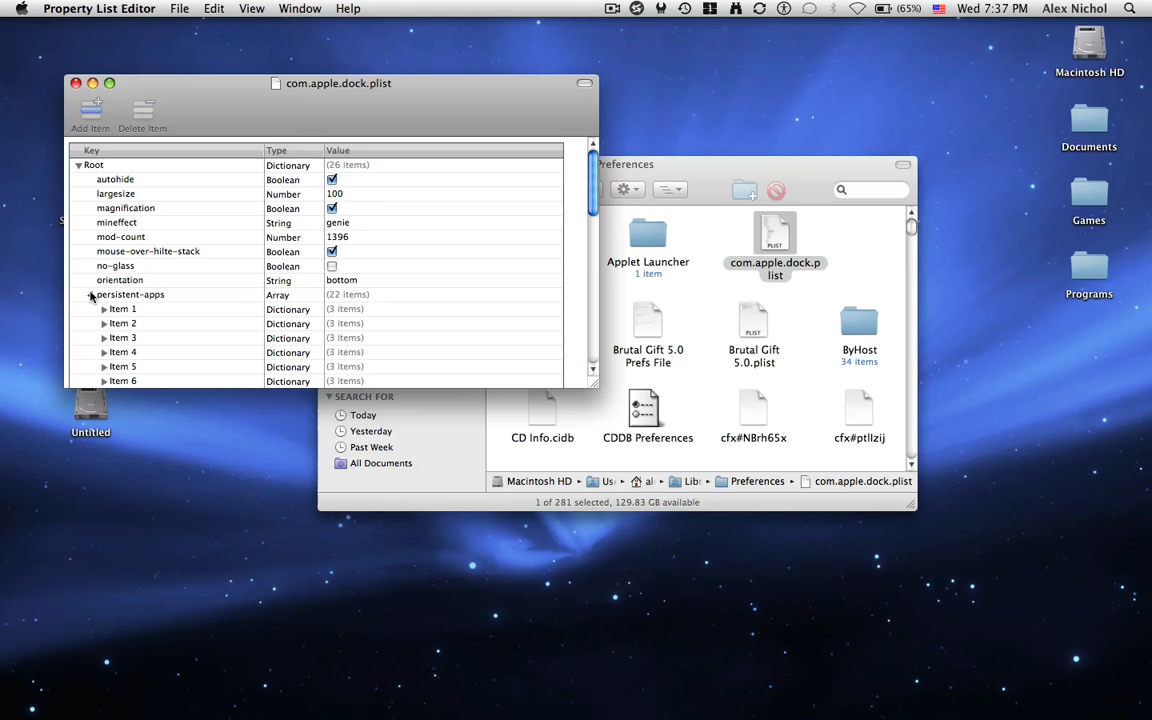 Property List Editor File Edit View Window Help (65%) Wed 7:37 PM Alex Nichol
Macintosh HD
Documents
Games
Programs
Untitled
com.apple.dock.plist
Add Item Delete Item
Key Type Value
Root Dictionary (26 items)
autohide Boolean
largesize Number 100
magnification Boolean
mineffect String genie
mod-count Number 1396
mouse-over-hilte-stack Boolean
no-glass Boolean
orientation String bottom
persistent-apps Array (22 items)
Item 1 Dictionary (3 items)
Item 2 Dictionary (3 items)
Item 3 Dictionary (3 items)
Item 4 Dictionary (3 items)
Item 5 Dictionary (3 items)
Item 6 Dictionary (3 items)
Preferences
Applet Launcher
1 item
PLIST
com.apple.dock.p
list
Brutal Gift 5.0
Prefs File
PLIST
Brutal Gift
5.0.plist
ByHost
34 items
CD Info.cidb
CDDB Preferences
cfx#NBrh65x
cfx#ptllzij
SEARCH FOR
Today
Yesterday
Past Week
All Documents
Macintosh HD Us al Lib Preferences com.apple.dock.plist
1 of 281 selected, 129.83 GB available